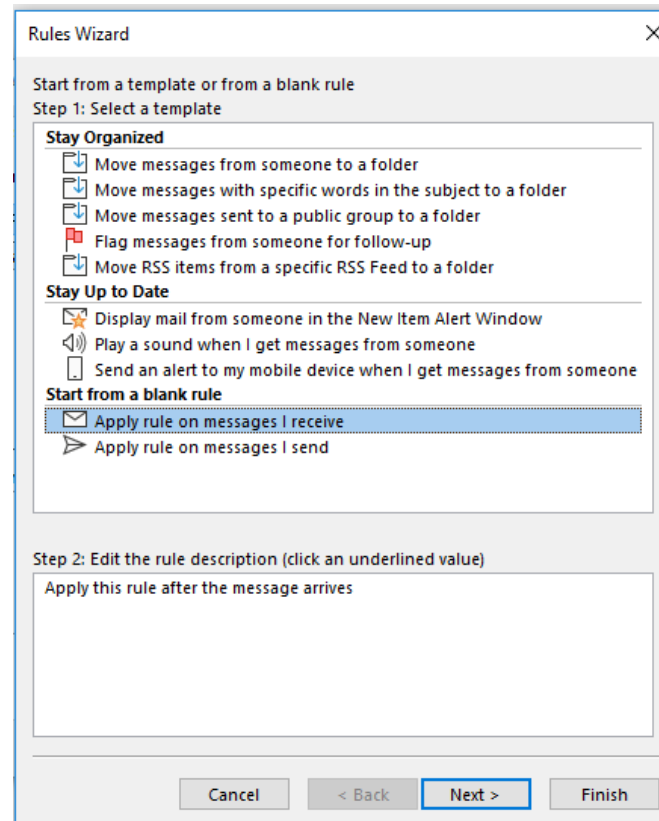 Rules Wizard
Start from a template or from a blank rule
Step 1: Select a template
Stay Organized
Move messages from someone to a folder
Move messages with specific words in the subject to a folder
Move messages sent to a public group to a folder
Flag messages from someone for follow-up
Move RSS items from a specific RSS Feed to a folder
Stay Up to Date
Display mail from someone in the New Item Alert Window
Play a sound when I get messages from someone
Send an alert to my mobile device when I get messages from someone
Start from a blank rule
Apply rule on messages I receive
Apply rule on messages I send
Step 2: Edit the rule description (click an underlined value)
Apply this rule after the message arrives
Cancel < Back Next > Finish